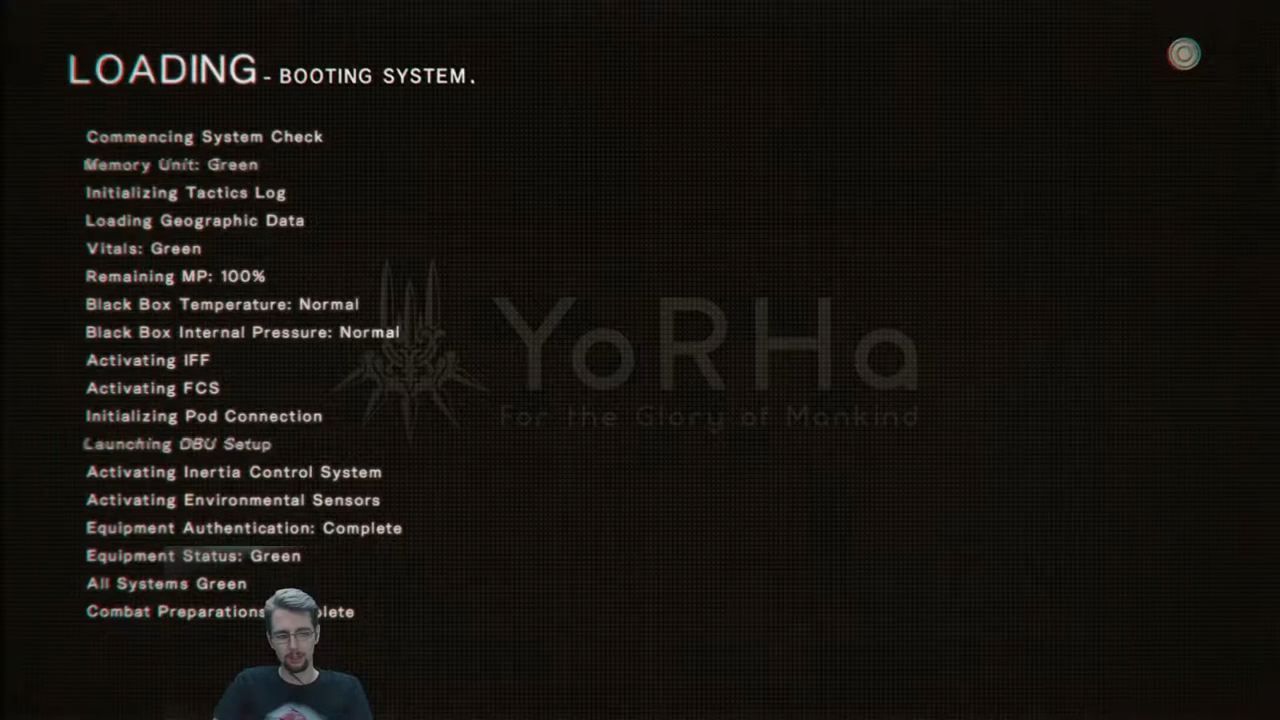 LOADING - BOOTING SYSTEM.
Commencing System Check
Memory Unit: Green
Initializing Tactics Log
Loading Geographic Data
Vitals: Green
Remaining MP: 100%
Black Box Temperature: Normal
Black Box Internal Pressure: Normal
Activating IFF
Activating FCS
Initializing Pod Connection
Launching DBU Setup
Activating Inertia Control System
Activating Environmental Sensors
Equipment Authentication: Complete
Equipment Status: Green
All Systems Green
Combat Preparations
YoRHa
For the Glory of Mankind